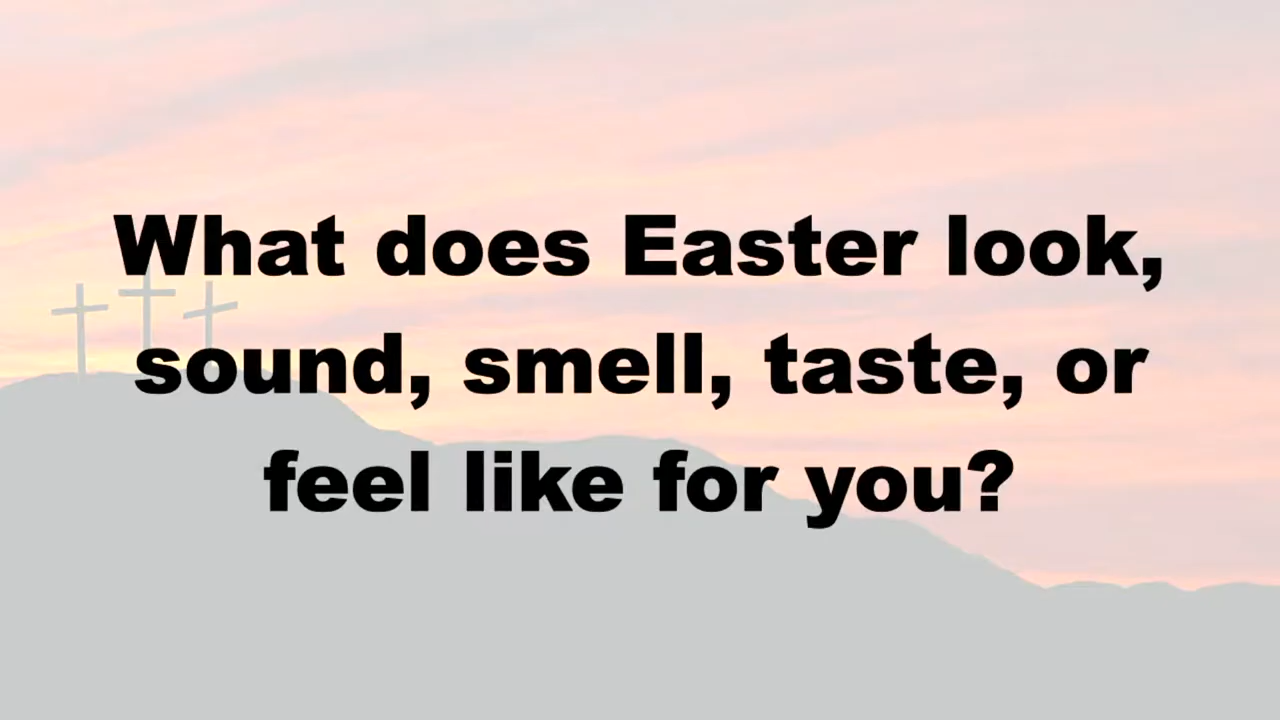 What does Easter look,
sound, smell, taste, or
feel like for you?